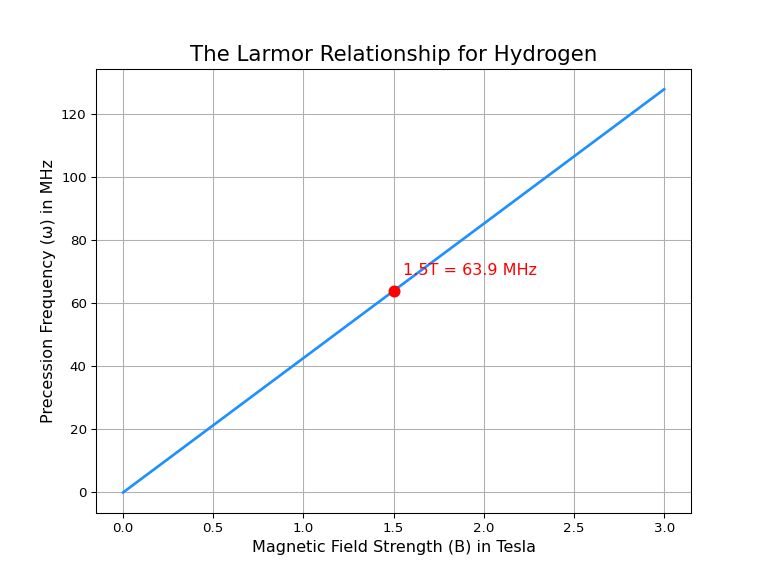 The Larmor Relationship for Hydrogen
Precession Frequency (ω) in MHz
120
100
80
60
40
20
0
1.5T = 63.9 MHz
0.0 0.5 1.0 1.5 2.0 2.5 3.0
Magnetic Field Strength (B) in Tesla